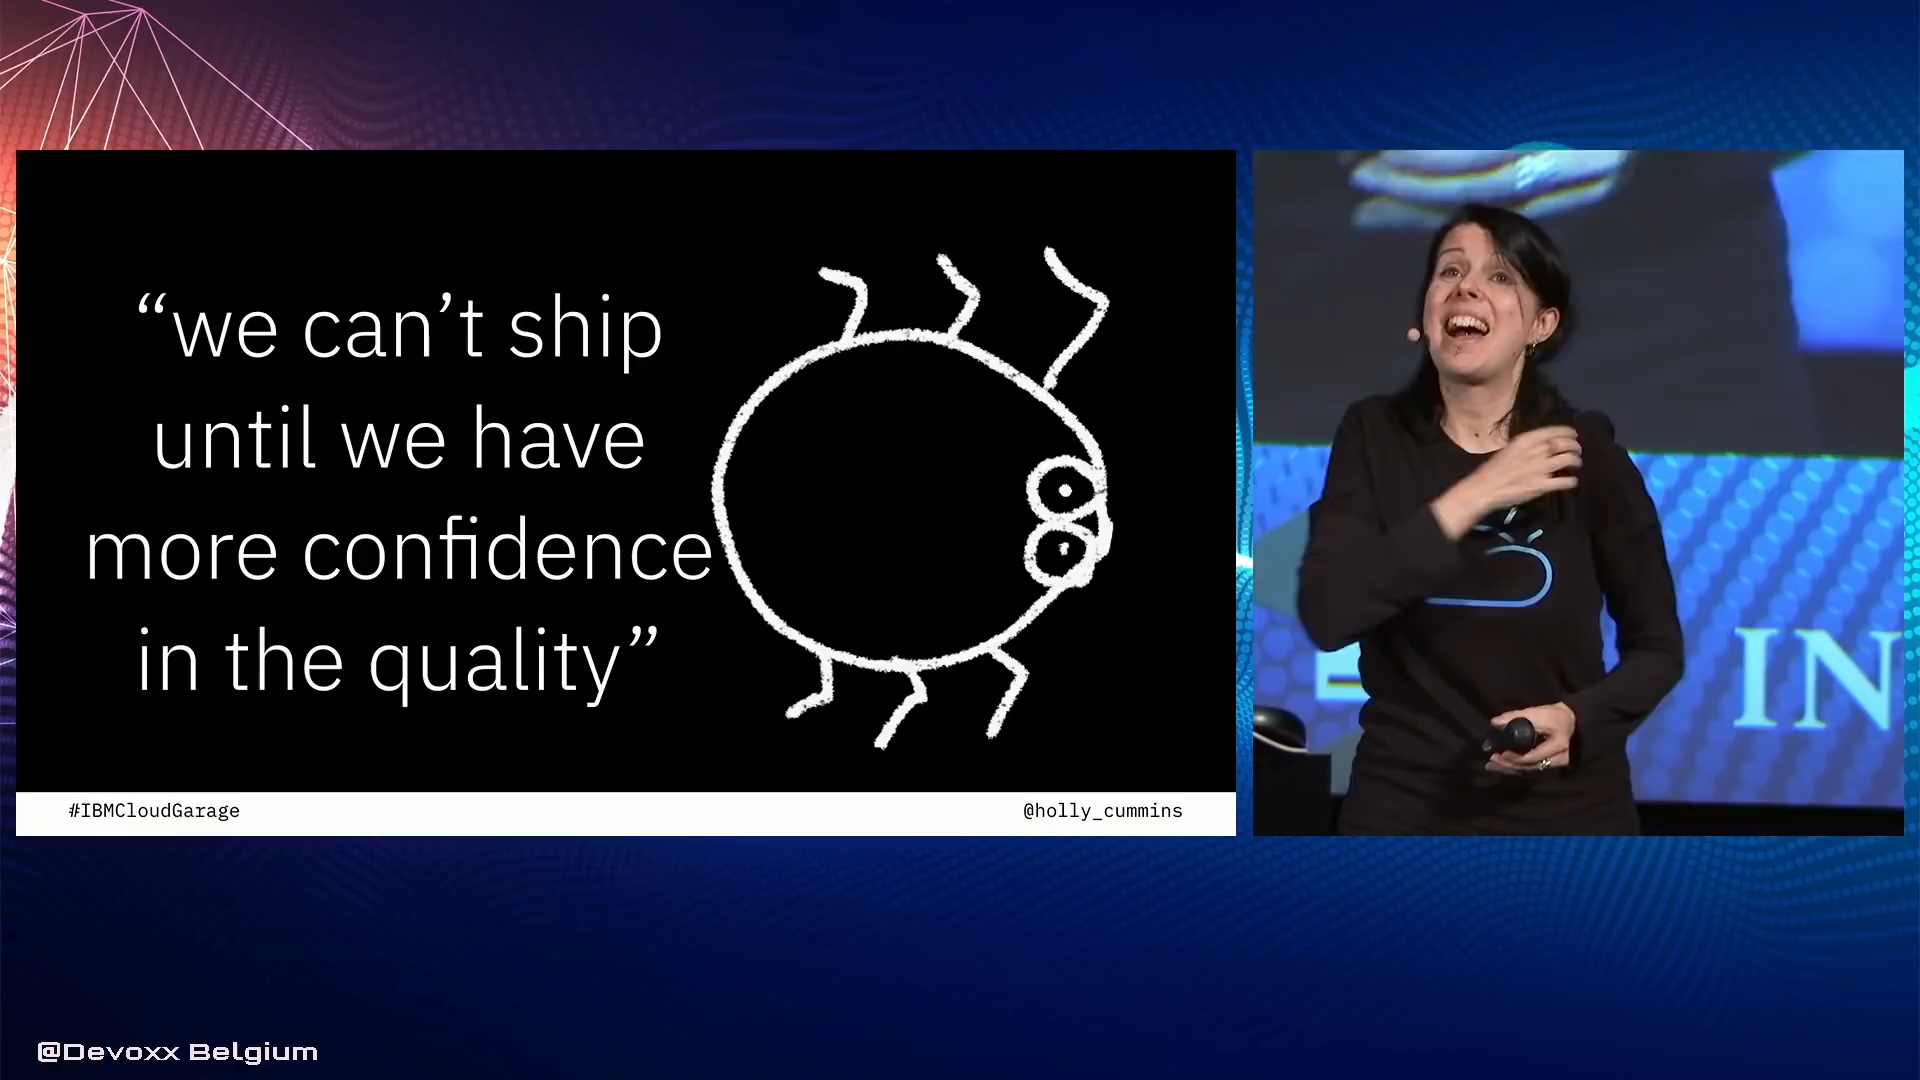 “we can’t ship
until we have
more confidence
in the quality”
#IBMCloudGarage
@holly_cummins
IN
@Devoxx Belgium